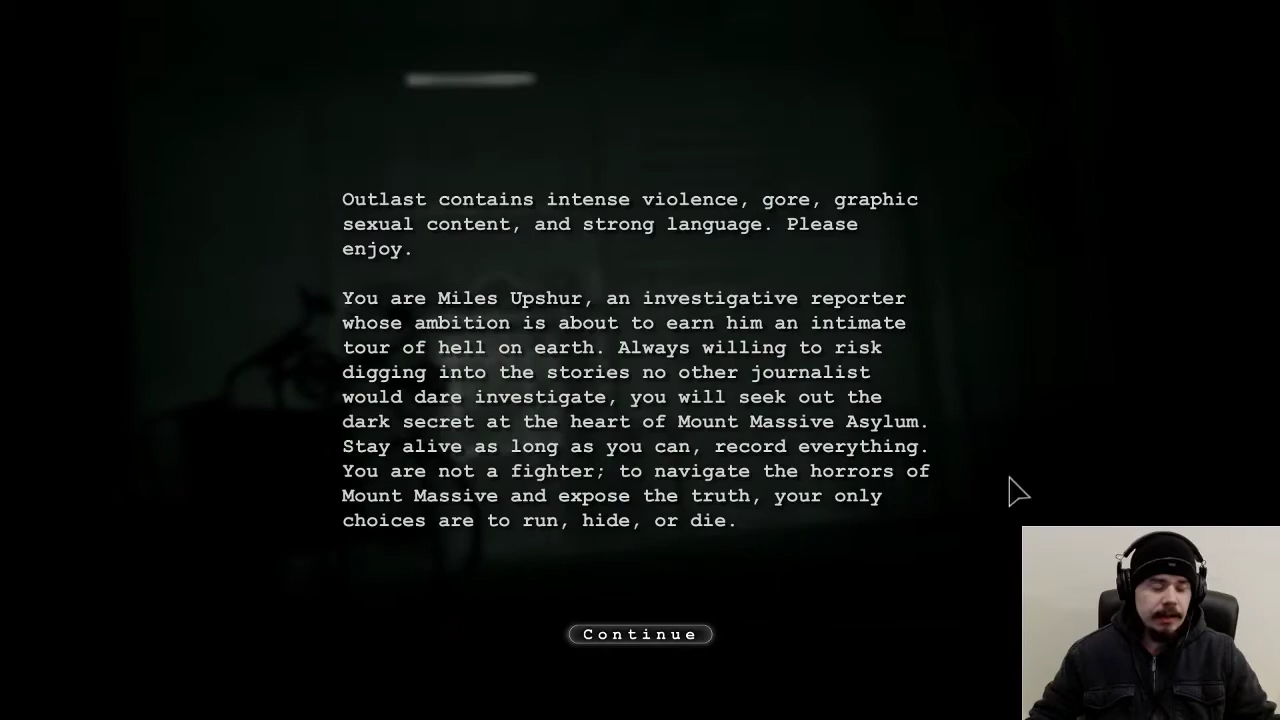 Outlast contains intense violence, gore, graphic
sexual content, and strong language. Please
enjoy.
You are Miles Upshur, an investigative reporter
whose ambition is about to earn him an intimate
tour of hell on earth. Always willing to risk
digging into the stories no other journalist
would dare investigate, you will seek out the
dark secret at the heart of Mount Massive Asylum.
Stay alive as long as you can, record everything.
You are not a fighter; to navigate the horrors of
Mount Massive and expose the truth, your only
choices are to run, hide, or die.
Continue